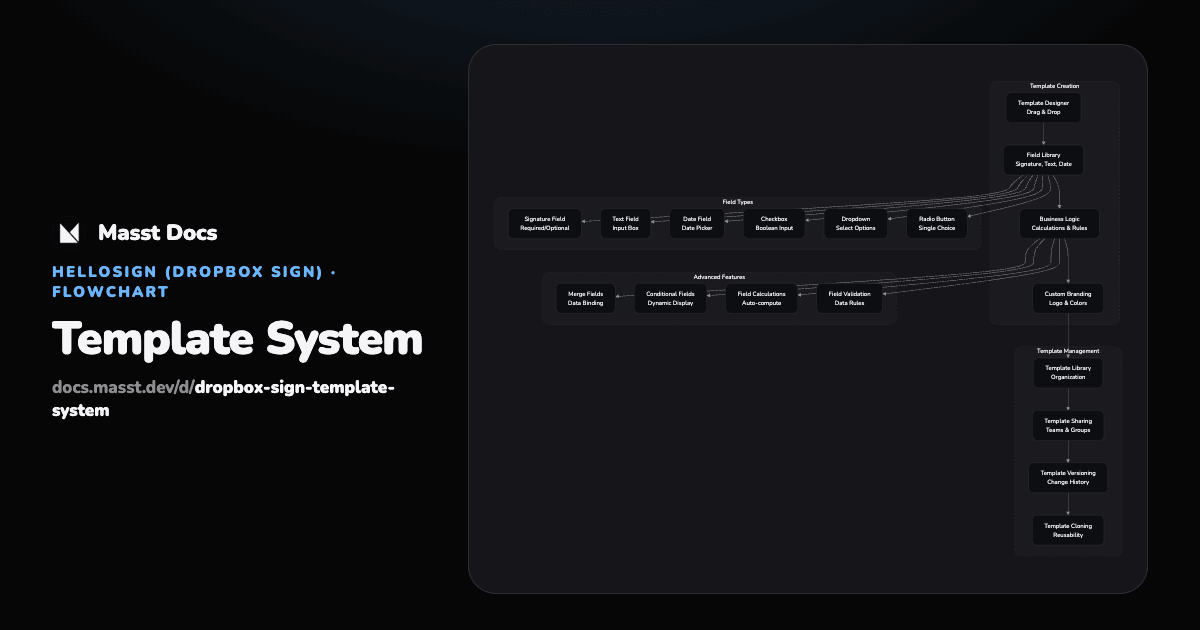 Masst Docs
HELLOSIGN (DROPBOX SIGN) ·
FLOWCHART
Template System
docs.masst.dev/d/dropbox-sign-template-
system
Template Creation
Template Designer
Drag & Drop
Field Library
Signature, Text, Date
Field Types
Signature Field
Required/Optional
Text Field
Input Box
Date Field
Date Picker
Checkbox
Boolean Input
Dropdown
Select Options
Radio Button
Single Choice
Business Logic
Calculations & Rules
Advanced Features
Merge Fields
Data Binding
Conditional Fields
Dynamic Display
Field Calculations
Auto-compute
Field Validation
Data Rules
Custom Branding
Logo & Colors
Template Management
Template Library
Organization
Template Sharing
Teams & Groups
Template Versioning
Change History
Template Cloning
Reusability